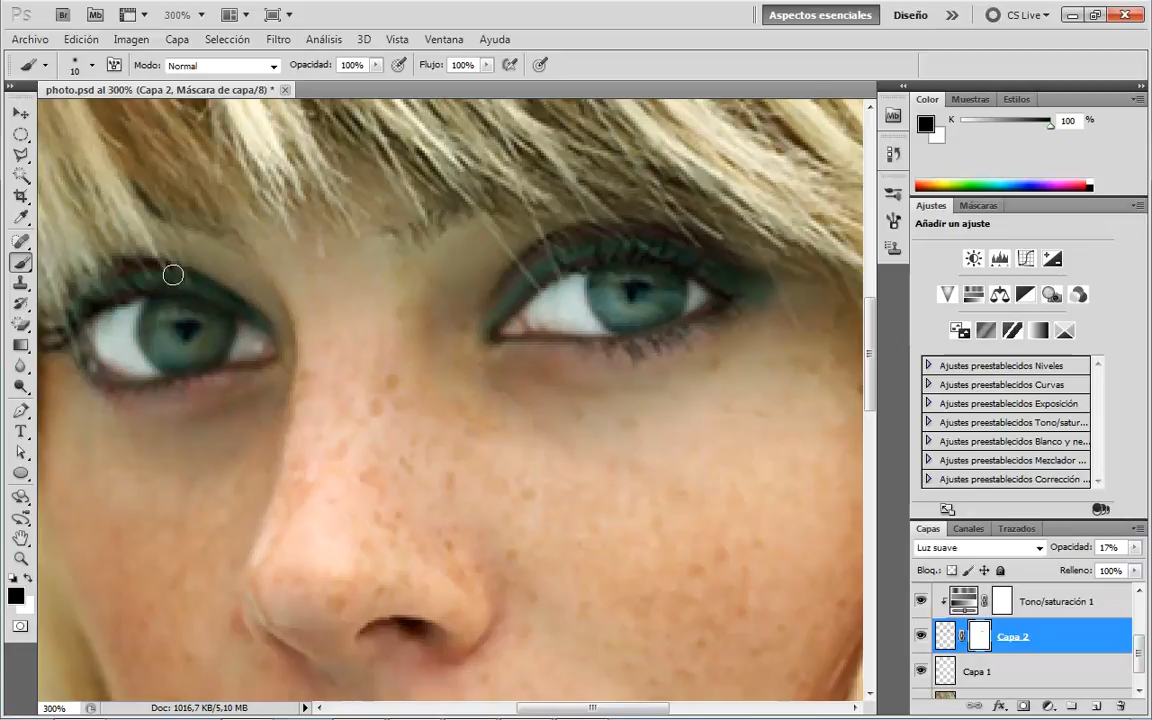 Ps Br Mb 300% Aspectos esenciales Diseño CS Live
Archivo Edición Imagen Capa Selección Filtro Análisis 3D Vista Ventana Ayuda
10 Modo: Normal Opacidad: 100% Flujo: 100%
photo.psd al 300% (Capa 2, Máscara de capa/8) *
Color Muestras Estilos
Mb
K 100 %
Ajustes Máscaras
Añadir un ajuste
Ajustes preestablecidos Niveles
Ajustes preestablecidos Curvas
Ajustes preestablecidos Exposición
Ajustes preestablecidos Tono/satur...
Ajustes preestablecidos Blanco y ne...
Ajustes preestablecidos Mezclador ...
Ajustes preestablecidos Corrección ...
T
Capas Canales Trazados
Luz suave Opacidad: 17%
Bloq.: Relleno: 100%
Tono/saturación 1
Capa 2
Capa 1
fx
300% Doc: 1016,7 KB/5,10 MB